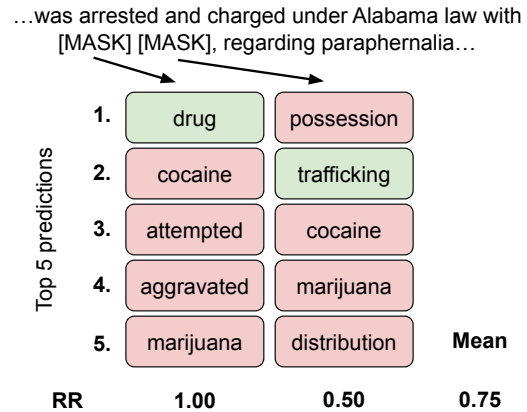 …was arrested and charged under Alabama law with
[MASK] [MASK], regarding paraphernalia…
Top 5 predictions
1. drug possession
2. cocaine trafficking
3. attempted cocaine
4. aggravated marijuana
5. marijuana distribution Mean
RR 1.00 0.50 0.75